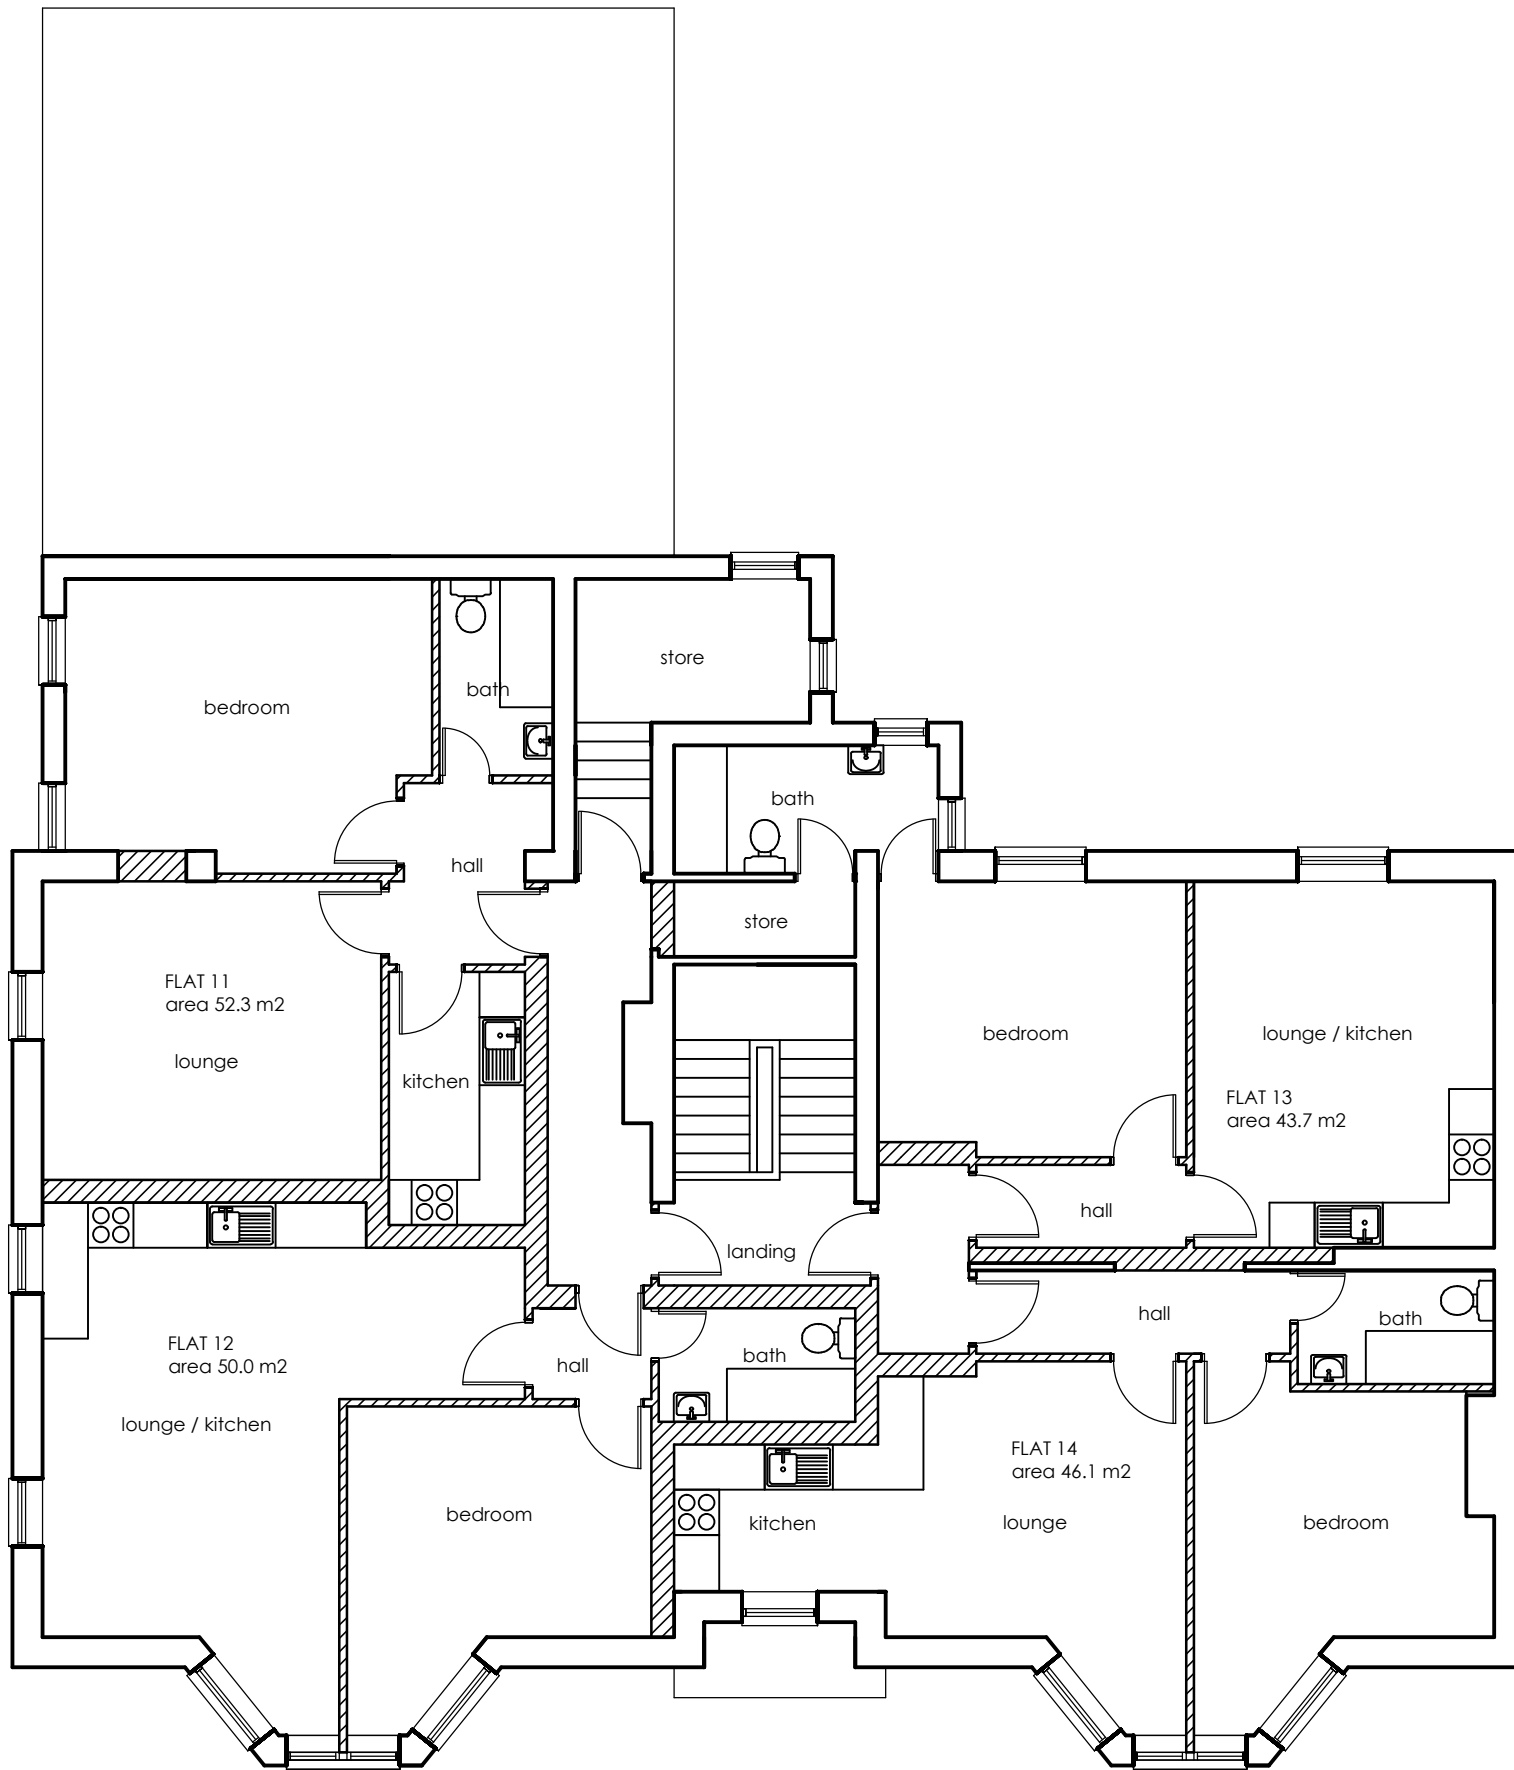 store
bath
bedroom
bath
hall
store
FLAT 11
area 52.3 m2
lounge
kitchen
bedroom
lounge / kitchen
FLAT 13
area 43.7 m2
hall
landing
hall
bath
FLAT 12
area 50.0 m2
hall
bath
lounge / kitchen
FLAT 14
area 46.1 m2
bedroom
kitchen
lounge
bedroom